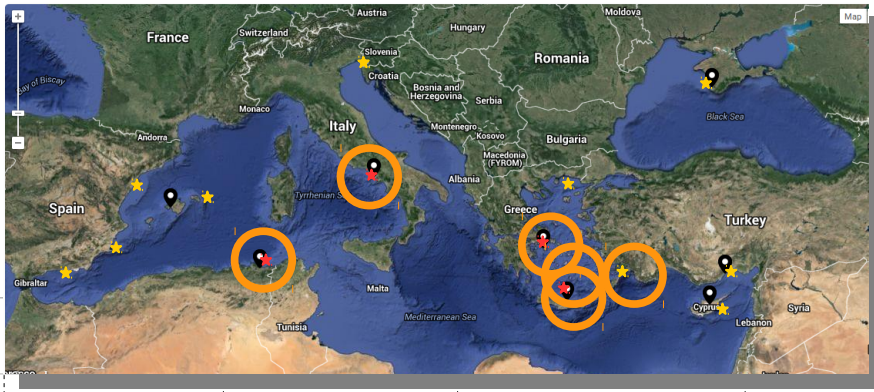 Austria
Moldova
Map
Hungary
France
Switzerland
Slovenia
Romania
Croatia
Bay of Biscay
Bosnia and
Herzegovina
Serbia
Monaco
Black Sea
Italy
Montenegro
Kosovo
Bulgaria
Andorra
Macedonia
(FYROM)
Albania
Tyrrhenian S
Spain
Greece
Turkey
Gibraltar
Malta
Cyprus
Syria
Mediterranean Sea
Tunisia
Lebanon